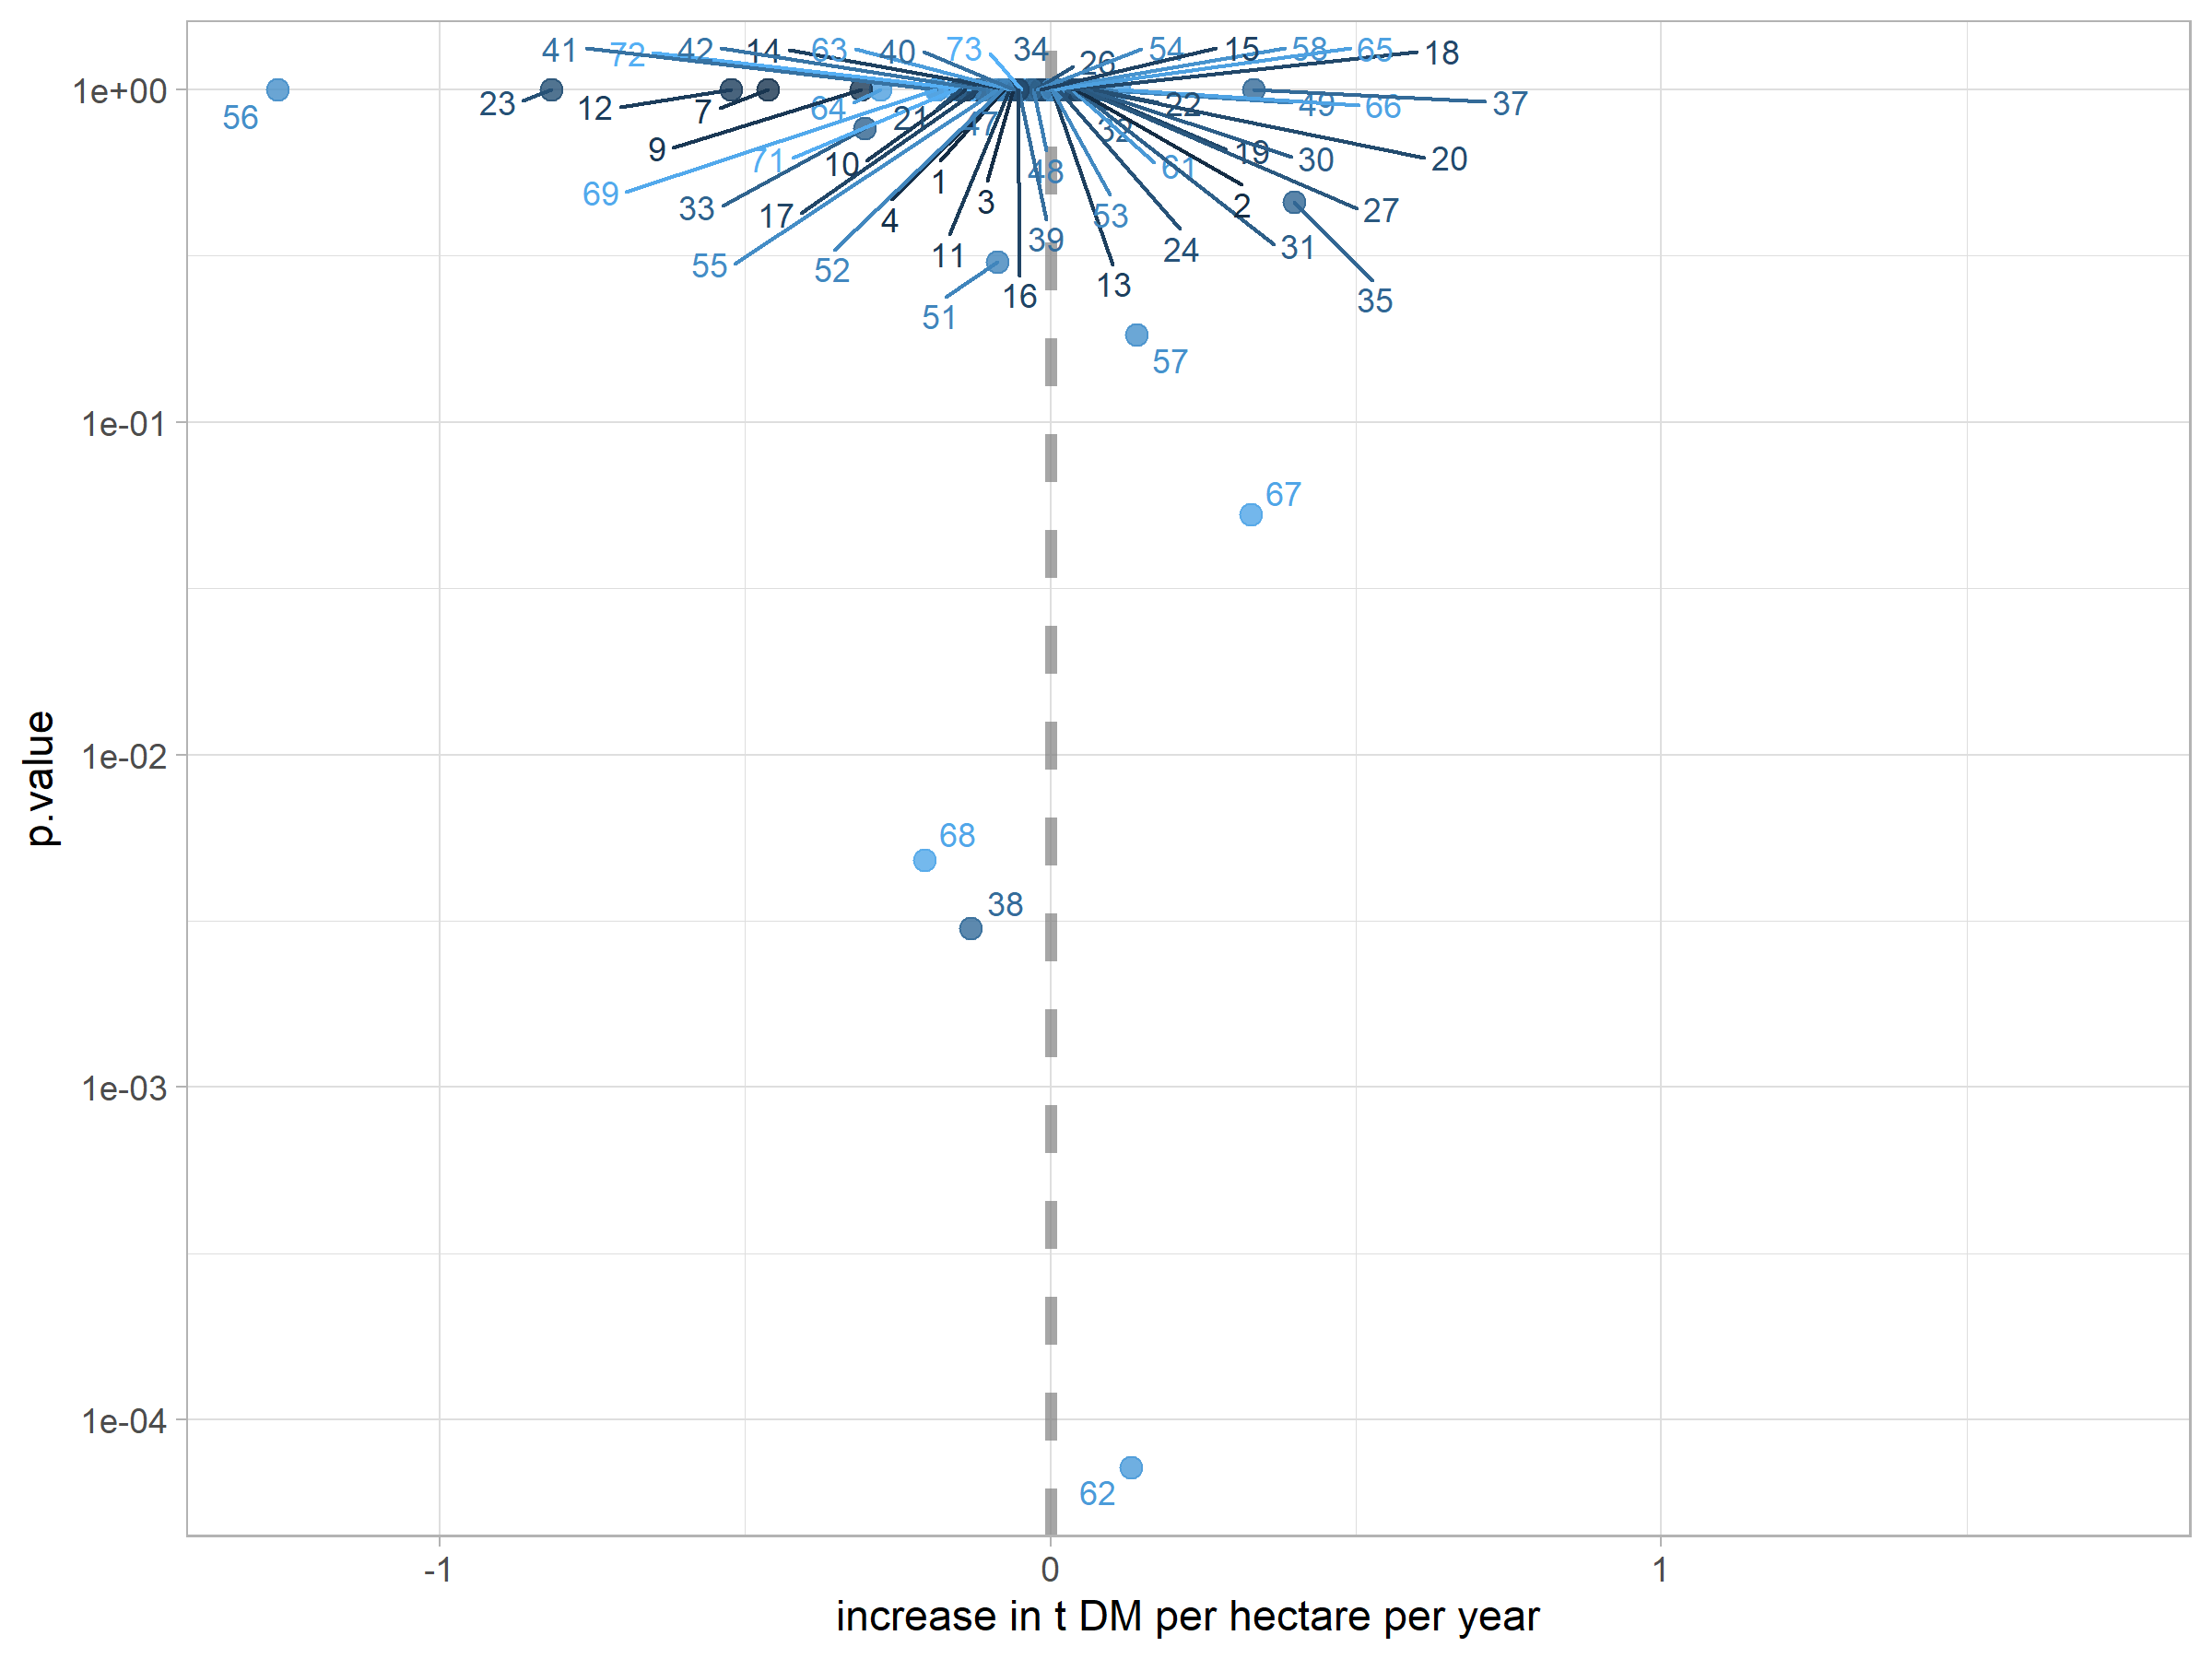 41 72 42 14 63 40 73 34 26 54 15 58 65 18
1e+00
56 23 12 7 64 21 47 32 22 49 66 37
9 71 10 1 48 61 19 30 20
69 33 17 4 3 53 2 27
55 52 11 39 24 31
51 16 13 35
57
1e-01
67
1e-02
68
38
1e-03
1e-04
62
-1 0 1
increase in t DM per hectare per year
p.value